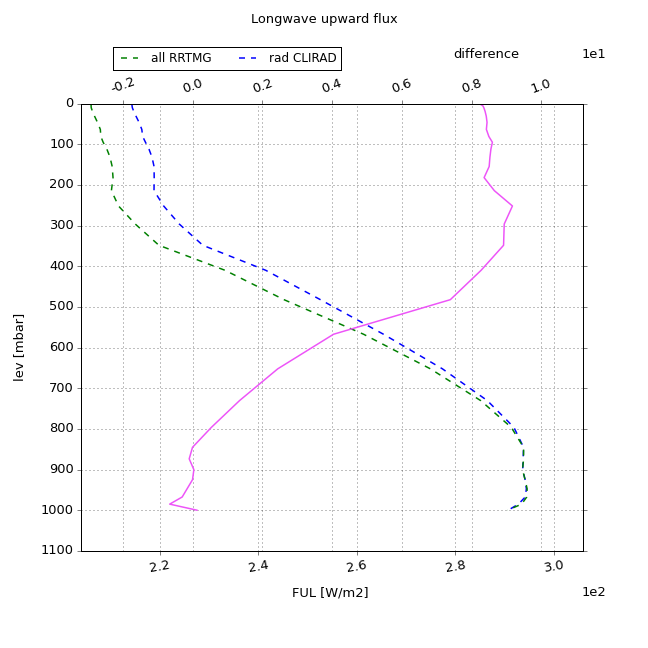 Longwave upward flux
all RRTMG rad CLIRAD difference 1e1
-0.2 0.0 0.2 0.4 0.6 0.8 1.0
0
100
200
300
400
500
600
700
800
900
1000
1100
lev [mbar]
2.2 2.4 2.6 2.8 3.0
FUL [W/m2] 1e2